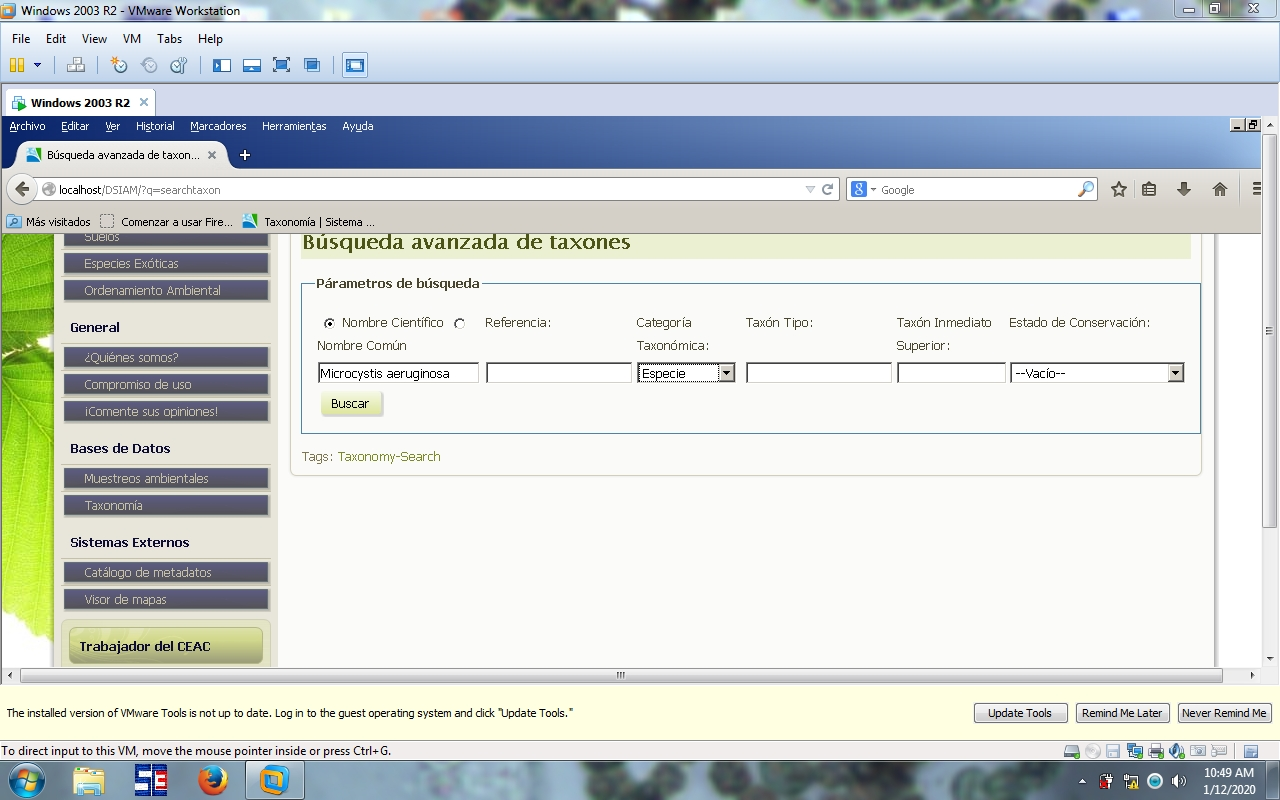 Windows 2003 R2 - VMware Workstation
File Edit View VM Tabs Help
Windows 2003 R2
Archivo Editar Ver Historial Marcadores Herramientas Ayuda
Búsqueda avanzada de taxon...
localhost/DSIAM/?q=searchtaxon
Google
Más visitados Comenzar a usar Fire... Taxonomía | Sistema ...
Suelos
Especies Exóticas
Ordenamiento Ambiental
General
¿Quiénes somos?
Compromiso de uso
¡Comente sus opiniones!
Bases de Datos
Muestreos ambientales
Taxonomía
Sistemas Externos
Catálogo de metadatos
Visor de mapas
Trabajador del CEAC
Búsqueda avanzada de taxones
Párametros de búsqueda
Nombre Científico Referencia: Categoría Taxón Tipo: Taxón Inmediato Estado de Conservación:
Nombre Común Taxonómica: Superior:
Microcystis aeruginosa Especie --Vacío--
Buscar
Tags: Taxonomy-Search
The installed version of VMware Tools is not up to date. Log in to the guest operating system and click "Update Tools."
Update Tools Remind Me Later Never Remind Me
To direct input to this VM, move the mouse pointer inside or press Ctrl+G.
10:49 AM
1/12/2020